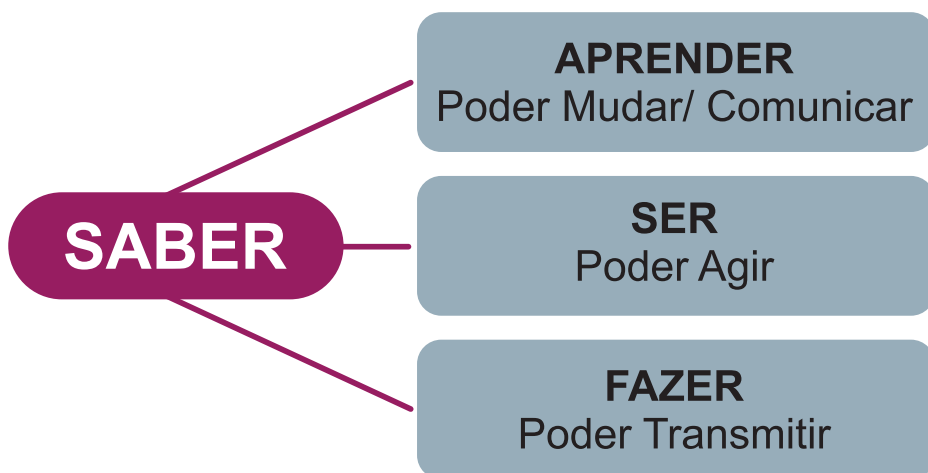 SABER
APRENDER
Poder Mudar/ Comunicar
SER
Poder Agir
FAZER
Poder Transmitir